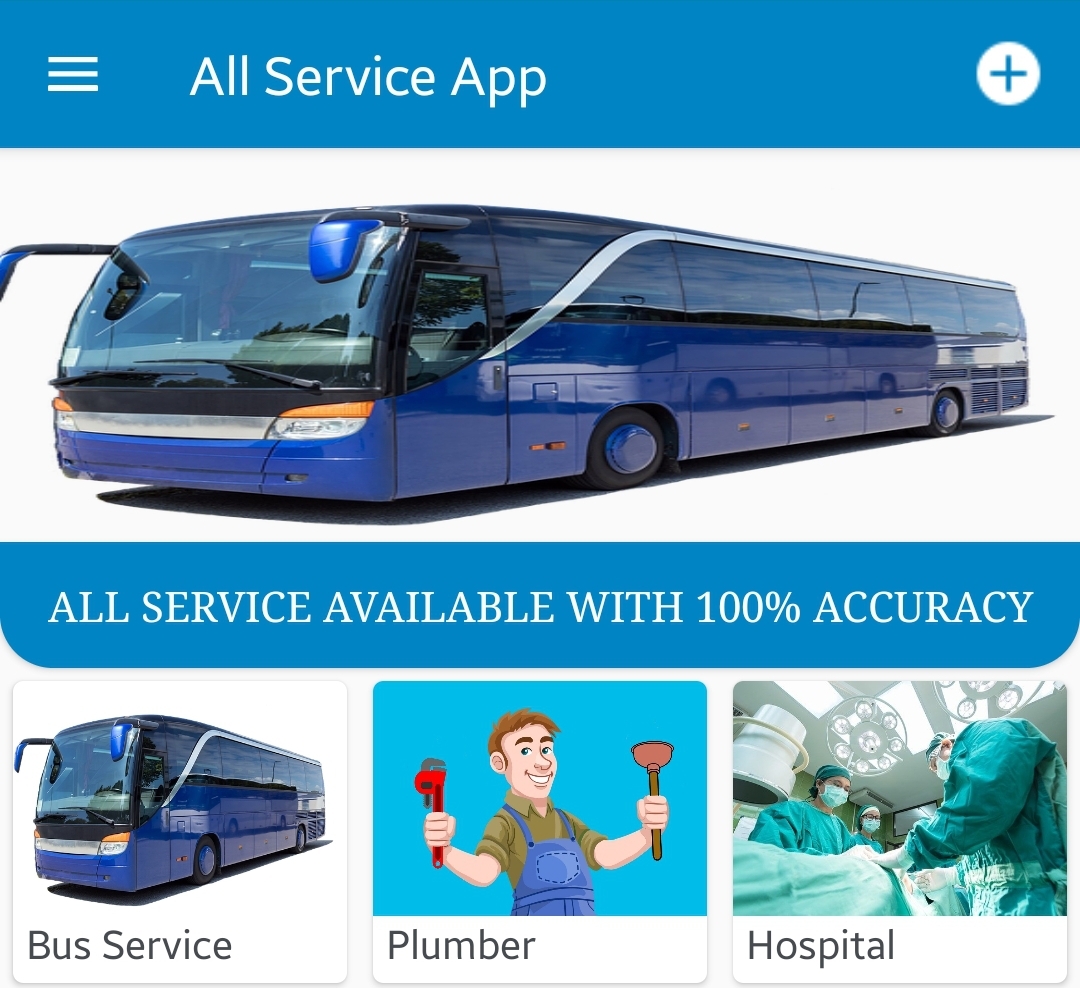 All Service App
ALL SERVICE AVAILABLE WITH 100% ACCURACY
Bus Service
Plumber
Hospital